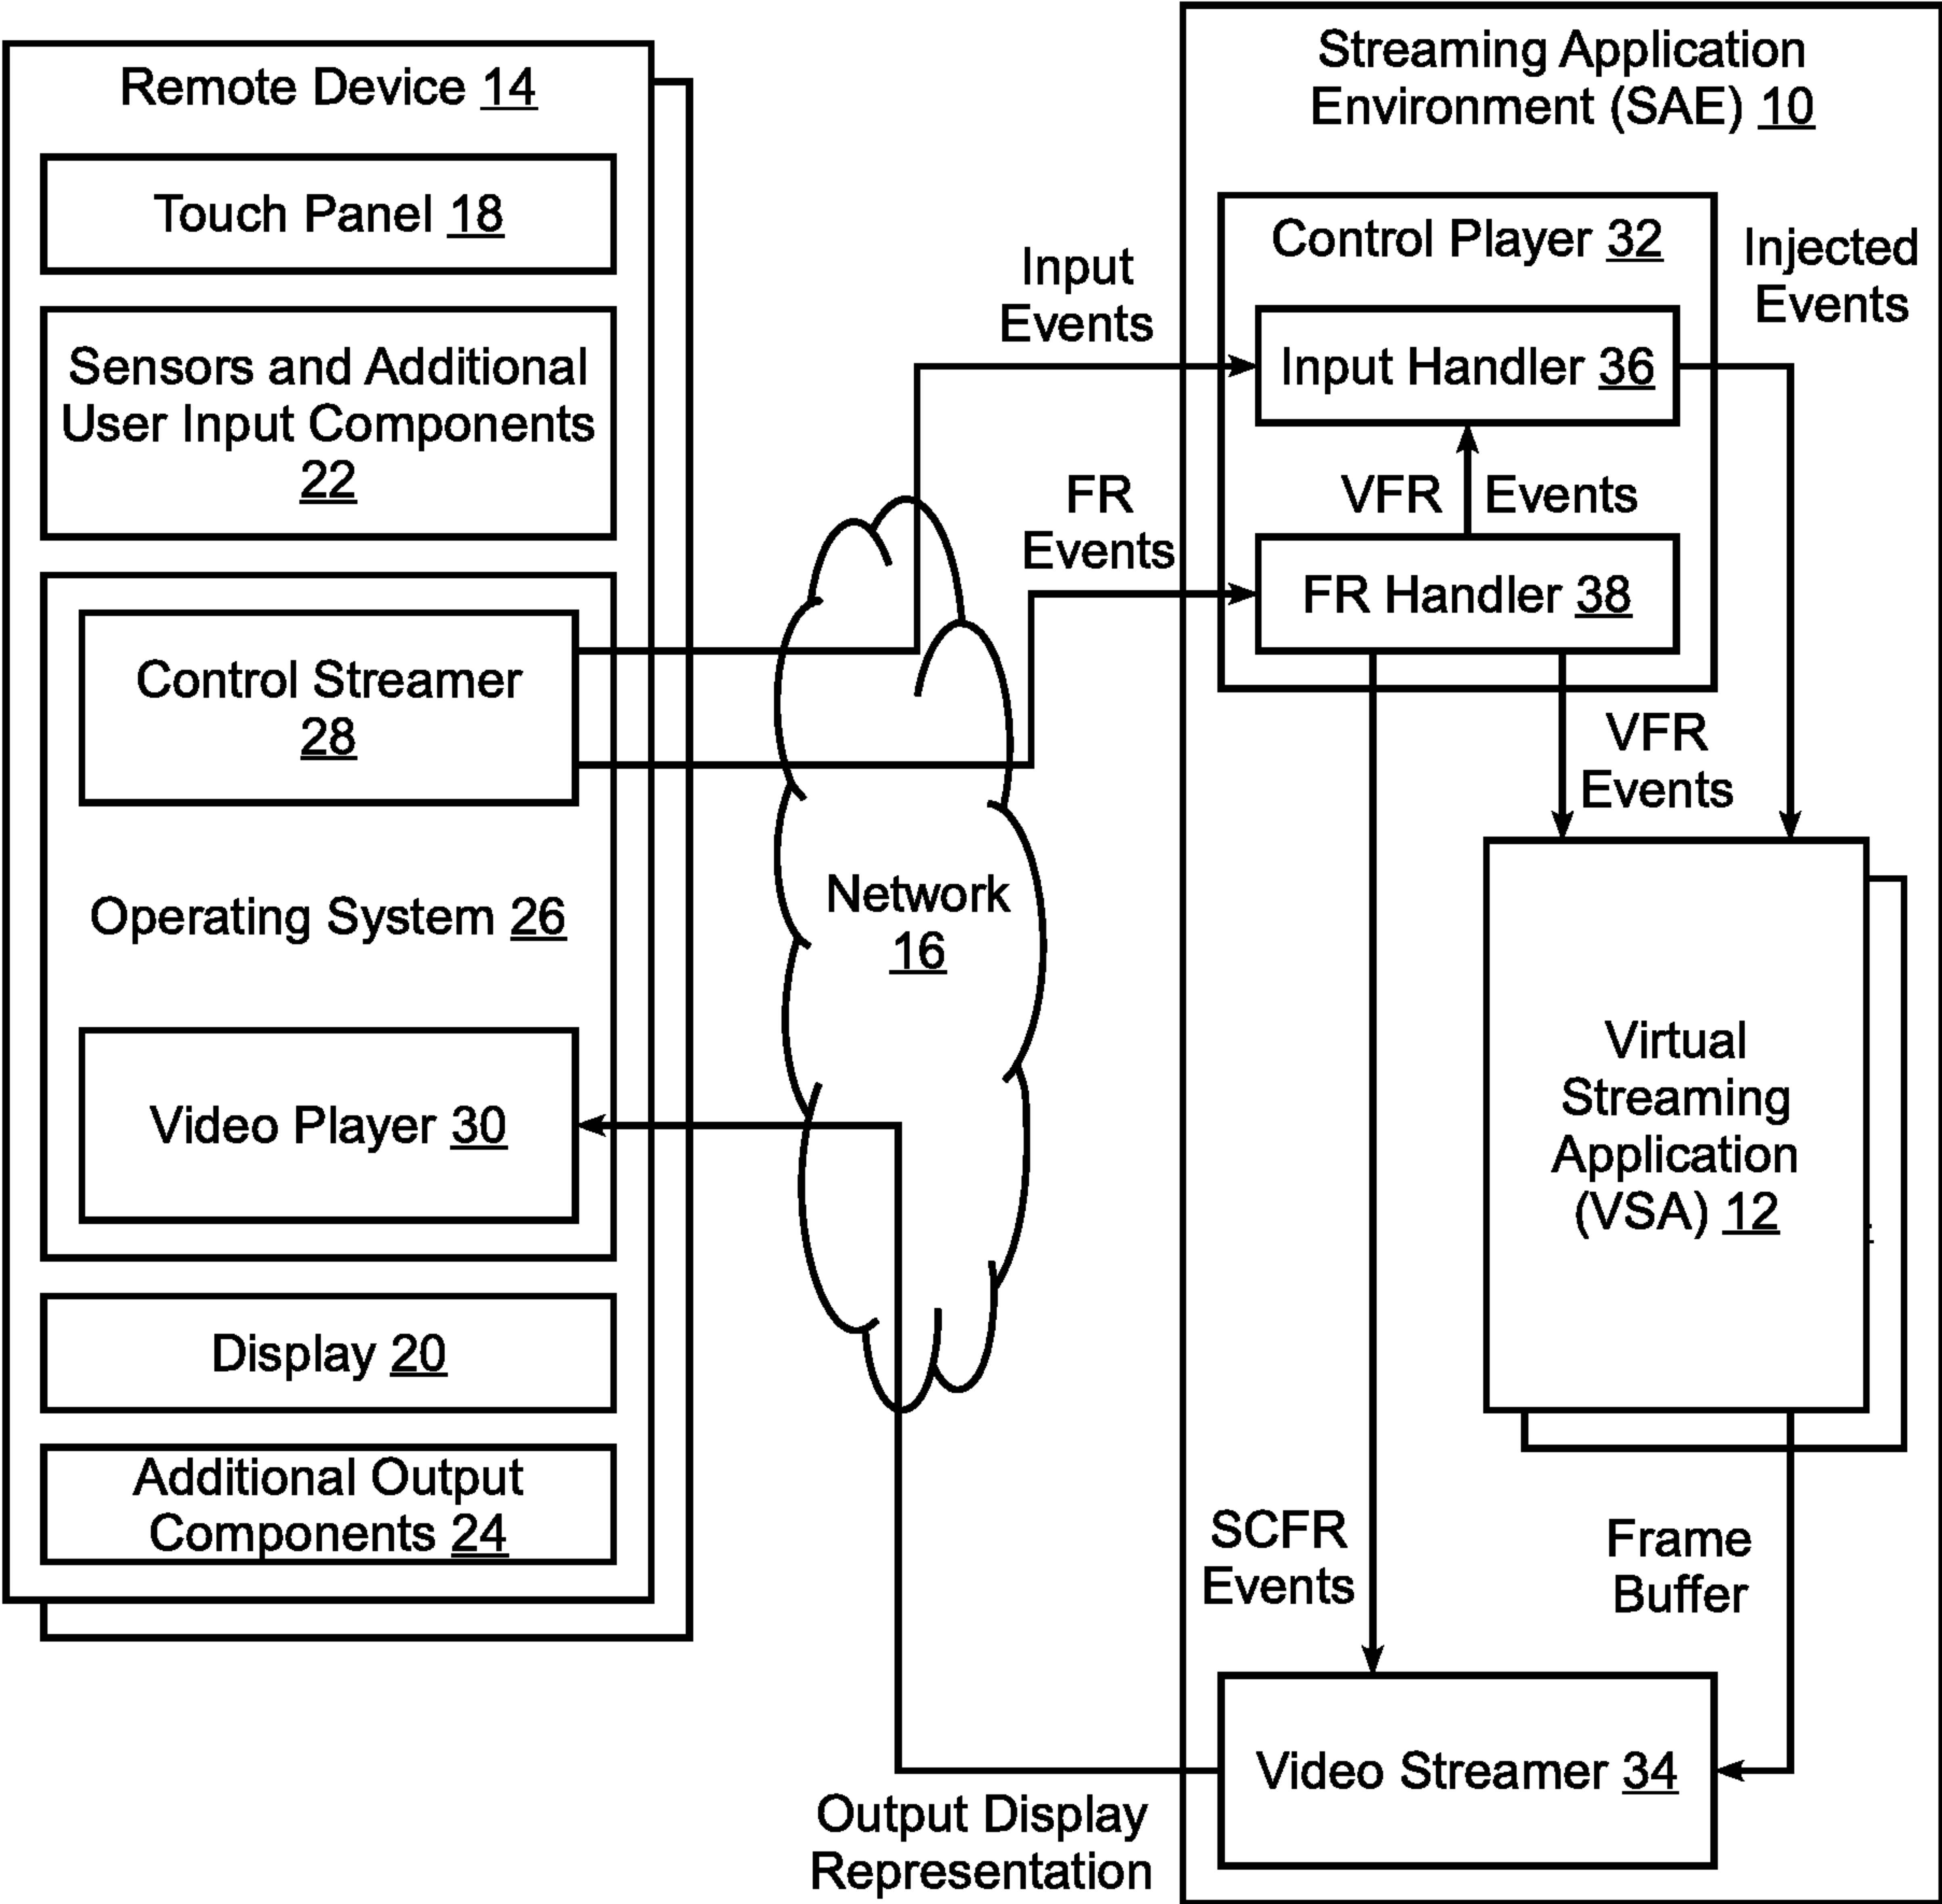 Remote Device 14
Touch Panel 18
Sensors and Additional
User Input Components
22
Control Streamer
28
Operating System 26
Video Player 30
Display 20
Additional Output
Components 24
Input
Events
FR
Events
Network
16
Output Display
Representation
Streaming Application
Environment (SAE) 10
Control Player 32
Input Handler 36
VFR Events
FR Handler 38
Injected
Events
VFR
Events
Virtual
Streaming
Application
(VSA) 12
SCFR
Events
Frame
Buffer
Video Streamer 34